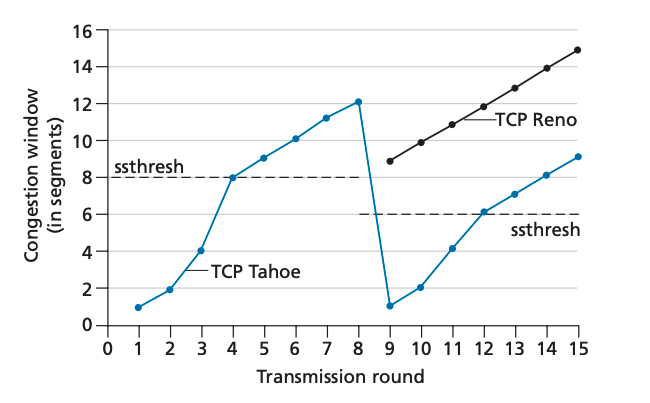 Congestion window
(in segments)
16
14
12
10
8
6
4
2
0
ssthresh
TCP Tahoe
TCP Reno
ssthresh
0 1 2 3 4 5 6 7 8 9 10 11 12 13 14 15
Transmission round